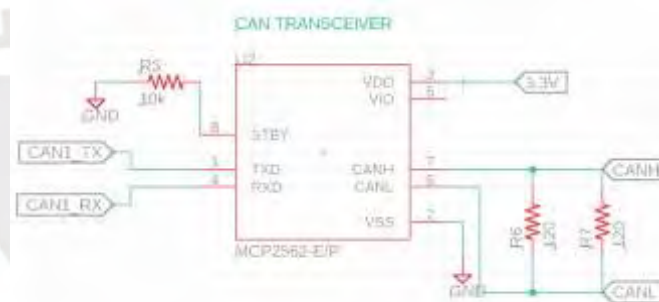 CAN TRANSCEIVER
U2
R5
10k
GND
CAN1_TX
CAN1_RX
8
1
4
STBY
TXD
RXD
VDD
VIO
CANH
CANL
VSS
3
5
7
6
2
MCP2562-E/P
3.3V
GND
R6
120
R7
120
CANH
CANL